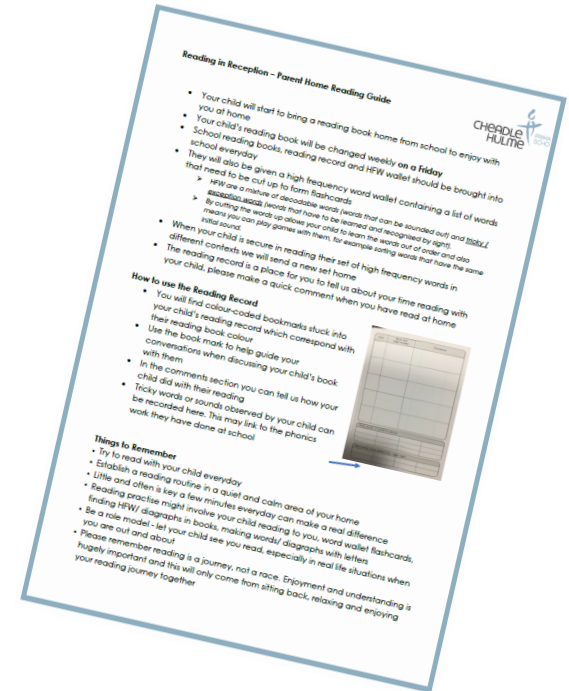 Reading in Reception – Parent Home Reading Guide
CHEADLE
HULME
• Your child will start to bring a reading book home from school to enjoy with
you at home
• Your child's reading book will be changed weekly on a Friday
• School reading books, reading record and HFW wallet should be brought into
school everyday
• They will also be given a high frequency word wallet containing a list of words
that need to be cut up to form flashcards
➢ HFW are a mixture of decodable words (words that can be sounded out) and tricky /
exception words (words that have to be learned and recognised by sight).
➢ By cutting the words up allows your child to learn the words out of order and also
means you can play games with them, for example sorting words that have the same
initial sound.
• When your child is secure in reading their set of high frequency words in
different contexts we will send a new set home
• The reading record is a place for you to tell us about your time reading with
your child, please make a quick comment when you have read at home
How to use the Reading Record
• You will find colour-coded bookmarks stuck into
your child's reading record which correspond with
their reading book colour
• Use the book mark to help guide your
conversations when discussing your child's book
with them
• In the comments section you can tell us how your
child did with their reading
• Tricky words or sounds observed by your child can
be recorded here. This may link to the phonics
work they have done at school
Things to Remember
• Try to read with your child everyday
• Establish a reading routine in a quiet and calm area of your home
• Little and often is key a few minutes everyday can make a real difference
• Reading practise might involve your child reading to you, word wallet flashcards,
finding HFW/ diagraphs in books, making words/ diagraphs with letters
• Be a role model - let your child see you read, especially in real life situations when
you are out and about
• Please remember reading is a journey, not a race. Enjoyment and understanding is
hugely important and this will only come from sitting back, relaxing and enjoying
your reading journey together